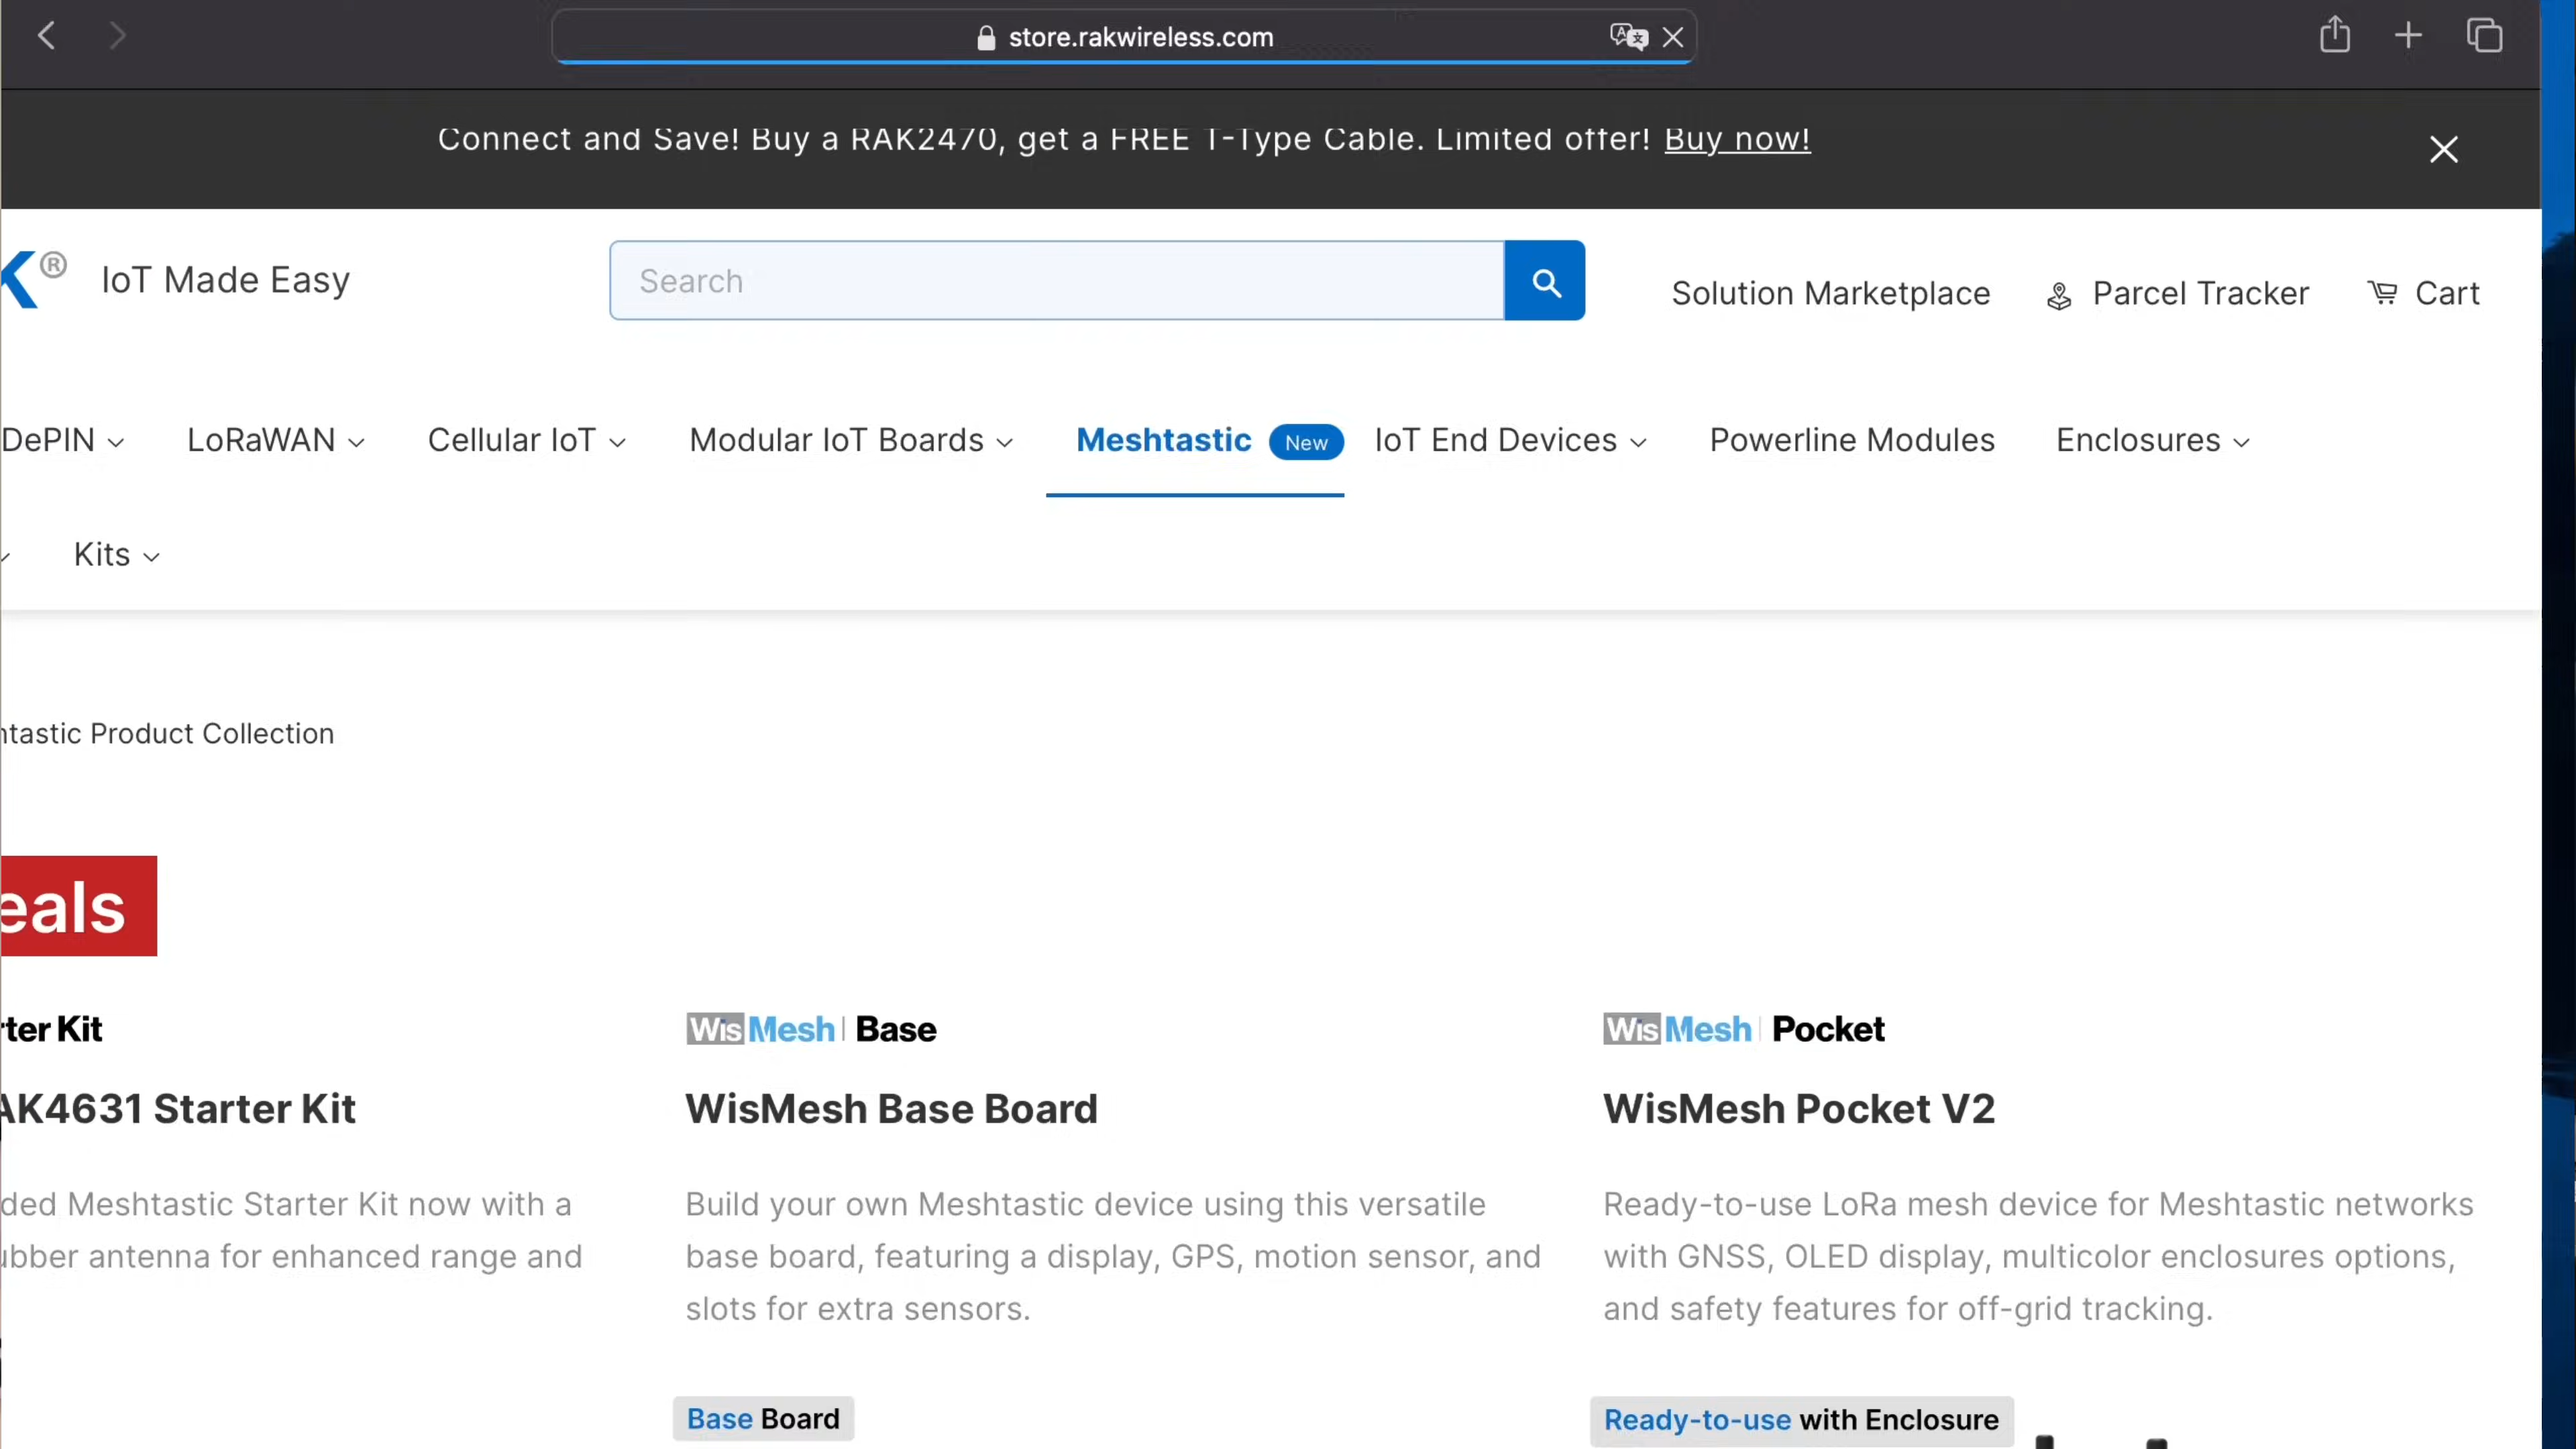 store.rakwireless.com
Connect and Save! Buy a RAK2470, get a FREE T-Type Cable. Limited offer! Buy now!
K® IoT Made Easy
Search
Solution Marketplace
Parcel Tracker
Cart
DePIN
LoRaWAN
Cellular IoT
Modular IoT Boards
Meshtastic New
IoT End Devices
Powerline Modules
Enclosures
Kits
ntastic Product Collection
eals
rter Kit
AK4631 Starter Kit
ded Meshtastic Starter Kit now with a
ubber antenna for enhanced range and
WisMesh | Base
WisMesh Base Board
Build your own Meshtastic device using this versatile
base board, featuring a display, GPS, motion sensor, and
slots for extra sensors.
Base Board
WisMesh | Pocket
WisMesh Pocket V2
Ready-to-use LoRa mesh device for Meshtastic networks
with GNSS, OLED display, multicolor enclosures options,
and safety features for off-grid tracking.
Ready-to-use with Enclosure